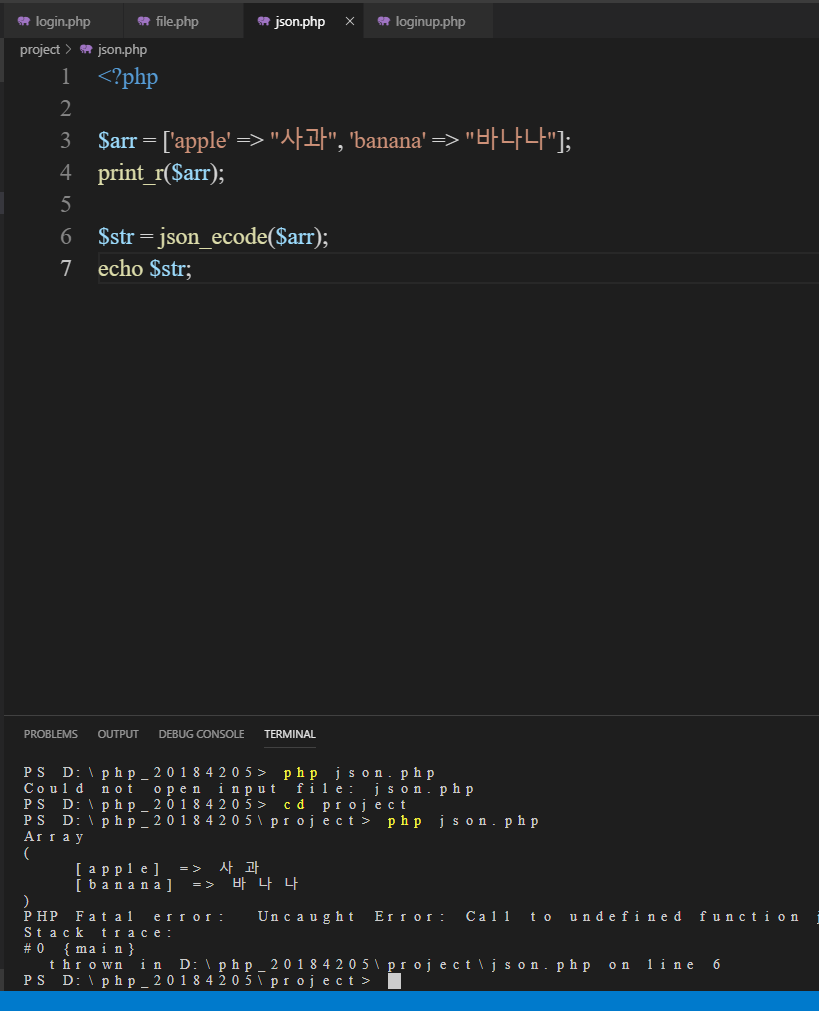 login.php file.php json.php × loginup.php
project > json.php
1 <?php
2
3 $arr = ['apple' => "사과", 'banana' => "바나나"];
4 print_r($arr);
5
6 $str = json_ecode($arr);
7 echo $str;
PROBLEMS OUTPUT DEBUG CONSOLE TERMINAL
PS D:\php_20184205> php json.php
Could not open input file: json.php
PS D:\php_20184205> cd project
PS D:\php_20184205\project> php json.php
Array
(
[apple] => 사과
[banana] => 바나나
)
PHP Fatal error: Uncaught Error: Call to undefined function j
Stack trace:
#0 {main}
thrown in D:\php_20184205\project\json.php on line 6
PS D:\php_20184205\project>